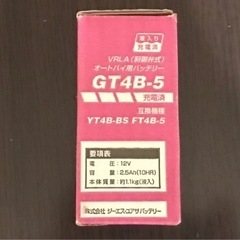 液入り
充電済
VRLA(制御弁式)
オートバイ用バッテリー
GT4B-5
充電済
互換機種
YT4B-BS FT4B-5
要項表
電 圧:12V
容 量:2.5Ah(10HR)
本体質量:約1.1kg(液入)
株式会社 ジーエス・ユアサ バッテリー